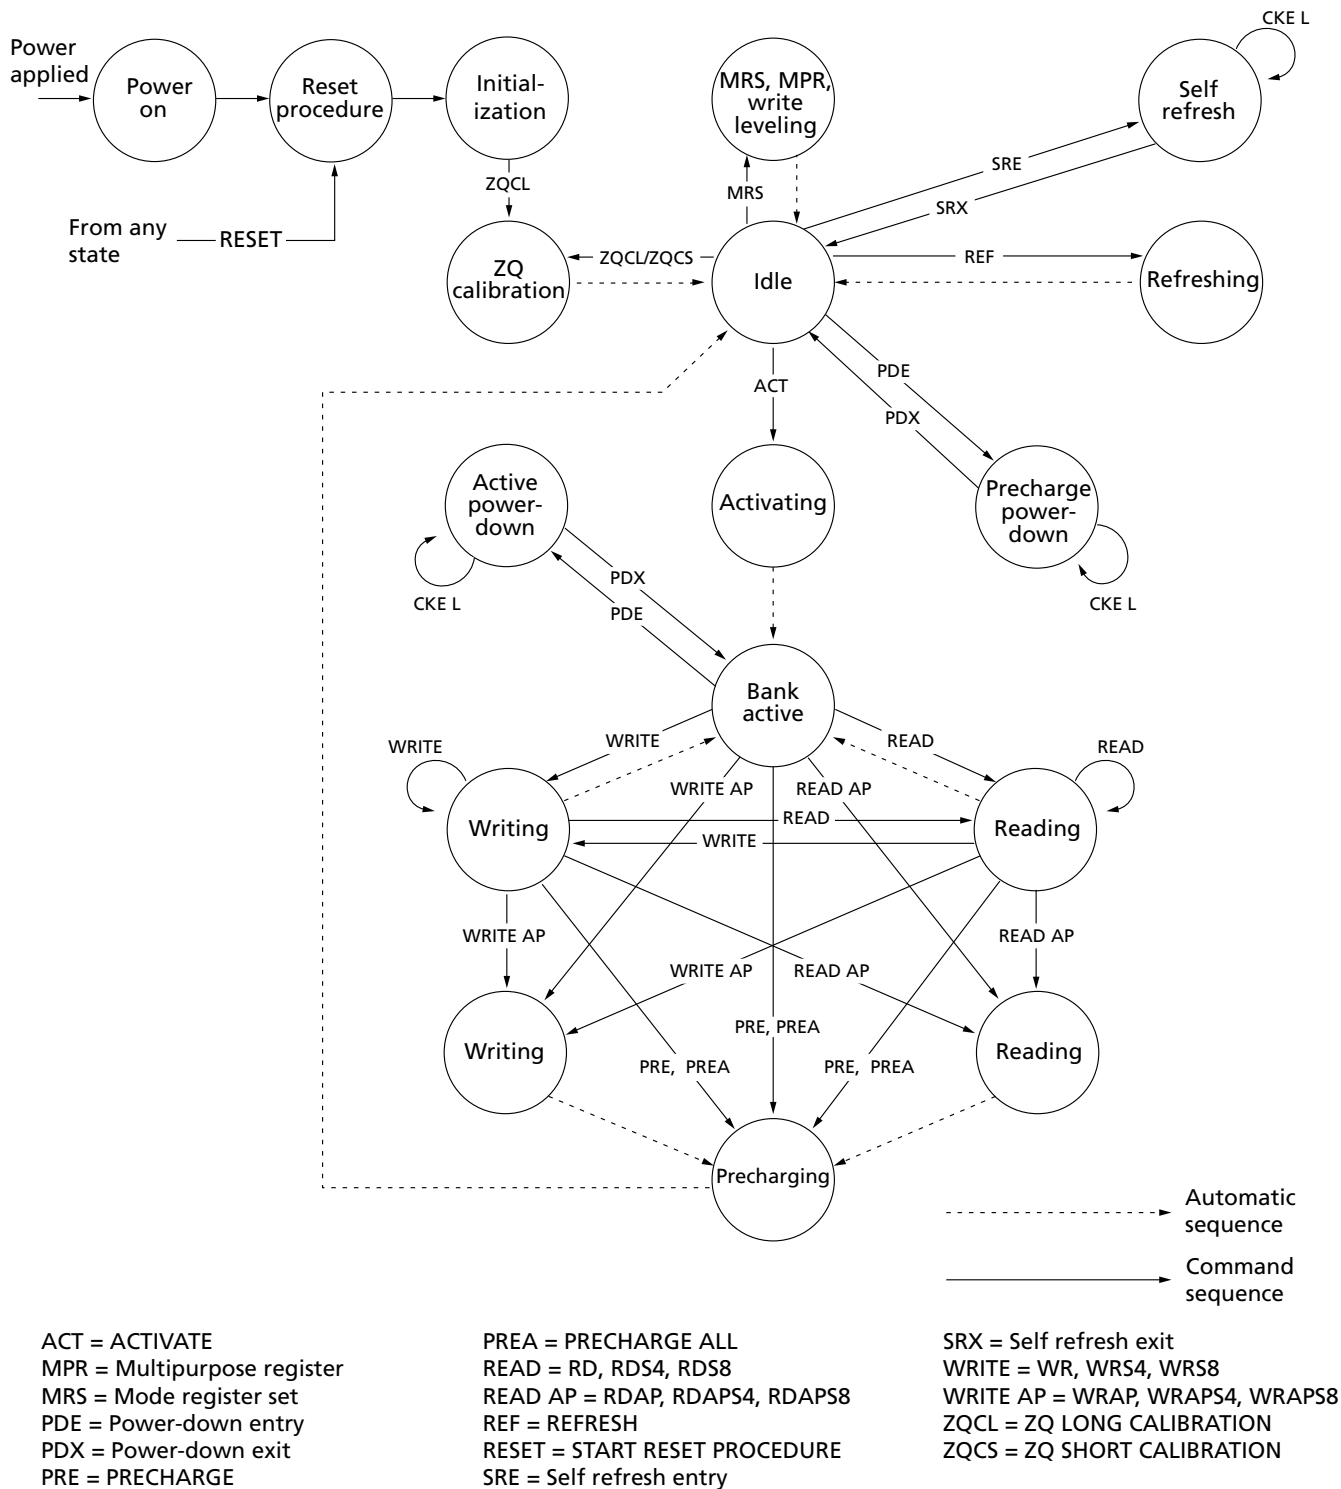 CKE L
Power
applied
Power
on
Reset
procedure
Initial-
ization
MRS, MPR,
write
leveling
Self
refresh
SRE
ZQCL
MRS
SRX
From any
state
RESET
ZQCL/ZQCS
REF
ZQ
calibration
Idle
Refreshing
PDE
ACT
PDX
Active
power-
down
Activating
Precharge
power-
down
PDX
CKE L
PDE
CKE L
Bank
active
WRITE
WRITE
READ
READ
WRITE AP
READ AP
READ
Writing
Reading
WRITE
WRITE AP
READ AP
WRITE AP
READ AP
PRE, PREA
Writing
Reading
PRE, PREA
PRE, PREA
Precharging
Automatic
sequence
Command
sequence
ACT = ACTIVATE
MPR = Multipurpose register
MRS = Mode register set
PDE = Power-down entry
PDX = Power-down exit
PRE = PRECHARGE
PREA = PRECHARGE ALL
READ = RD, RDS4, RDS8
READ AP = RDAP, RDAPS4, RDAPS8
REF = REFRESH
RESET = START RESET PROCEDURE
SRE = Self refresh entry
SRX = Self refresh exit
WRITE = WR, WRS4, WRS8
WRITE AP = WRAP, WRAPS4, WRAPS8
ZQCL = ZQ LONG CALIBRATION
ZQCS = ZQ SHORT CALIBRATION